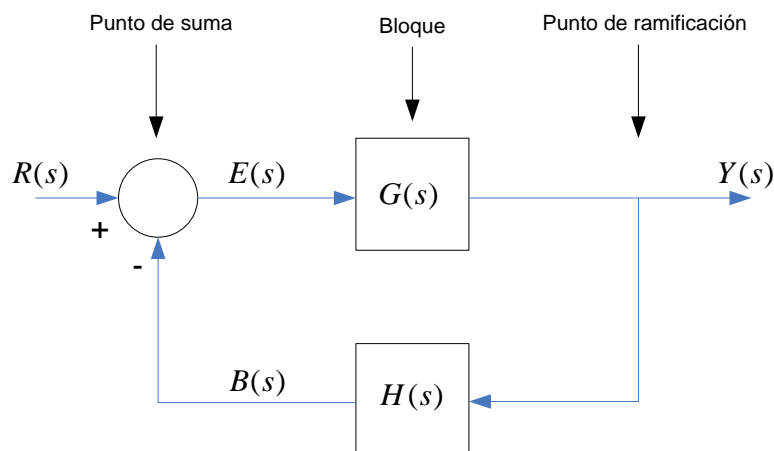 Punto de suma
Bloque
Punto de ramificación
R(s)
E(s)
G(s)
Y(s)
+
-
B(s)
H(s)